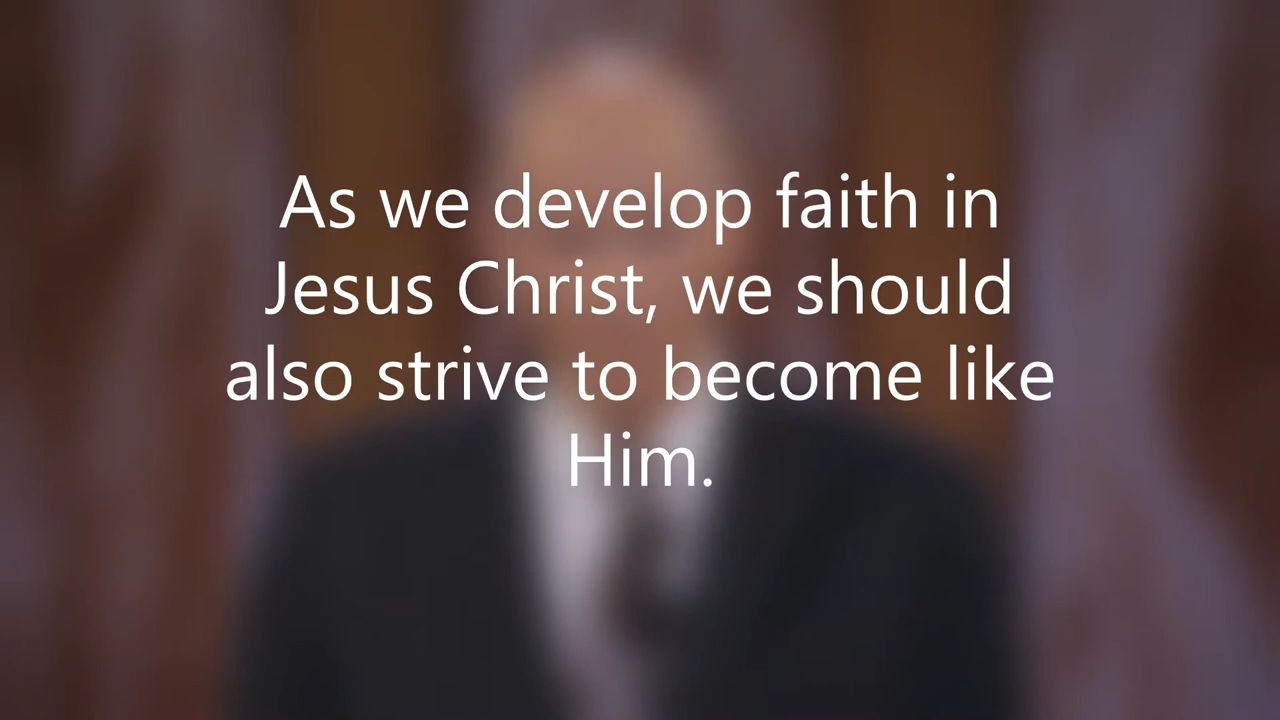 As we develop faith in
Jesus Christ, we should
also strive to become like
Him.